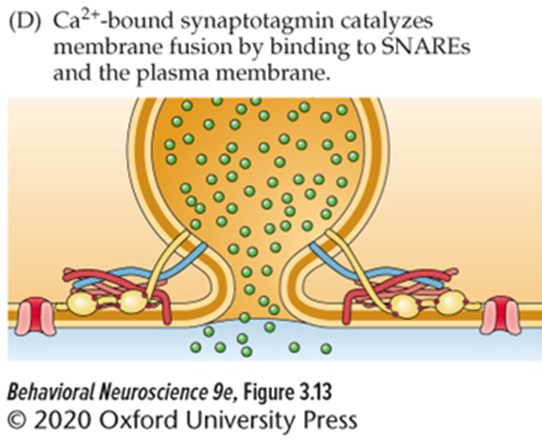 (D) Ca²⁺-bound synaptotagmin catalyzes
membrane fusion by binding to SNAREs
and the plasma membrane.
Behavioral Neuroscience 9e, Figure 3.13
© 2020 Oxford University Press